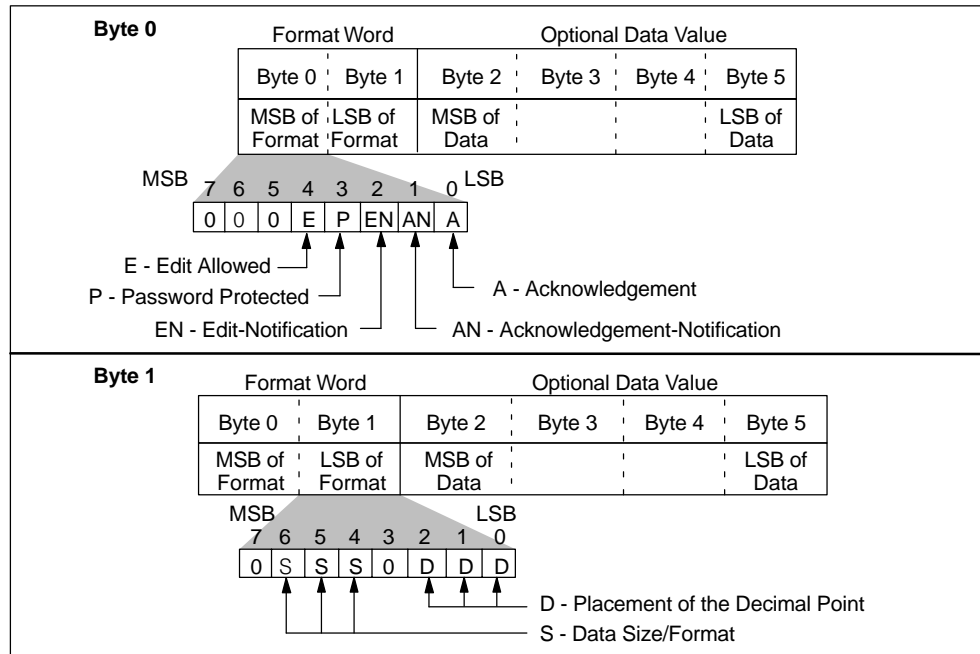 Byte 0
Format Word Optional Data Value
Byte 0 Byte 1 Byte 2 Byte 3 Byte 4 Byte 5
MSB of LSB of MSB of LSB of
Format Format Data Data
MSB 7 6 5 4 3 2 1 0 LSB
0 0 0 E P EN AN A
E - Edit Allowed
P - Password Protected A - Acknowledgement
EN - Edit-Notification AN - Acknowledgement-Notification
Byte 1
Format Word Optional Data Value
Byte 0 Byte 1 Byte 2 Byte 3 Byte 4 Byte 5
MSB of LSB of MSB of LSB of
Format Format Data Data
MSB LSB
7 6 5 4 3 2 1 0
0 S S S 0 D D D
D - Placement of the Decimal Point
S - Data Size/Format